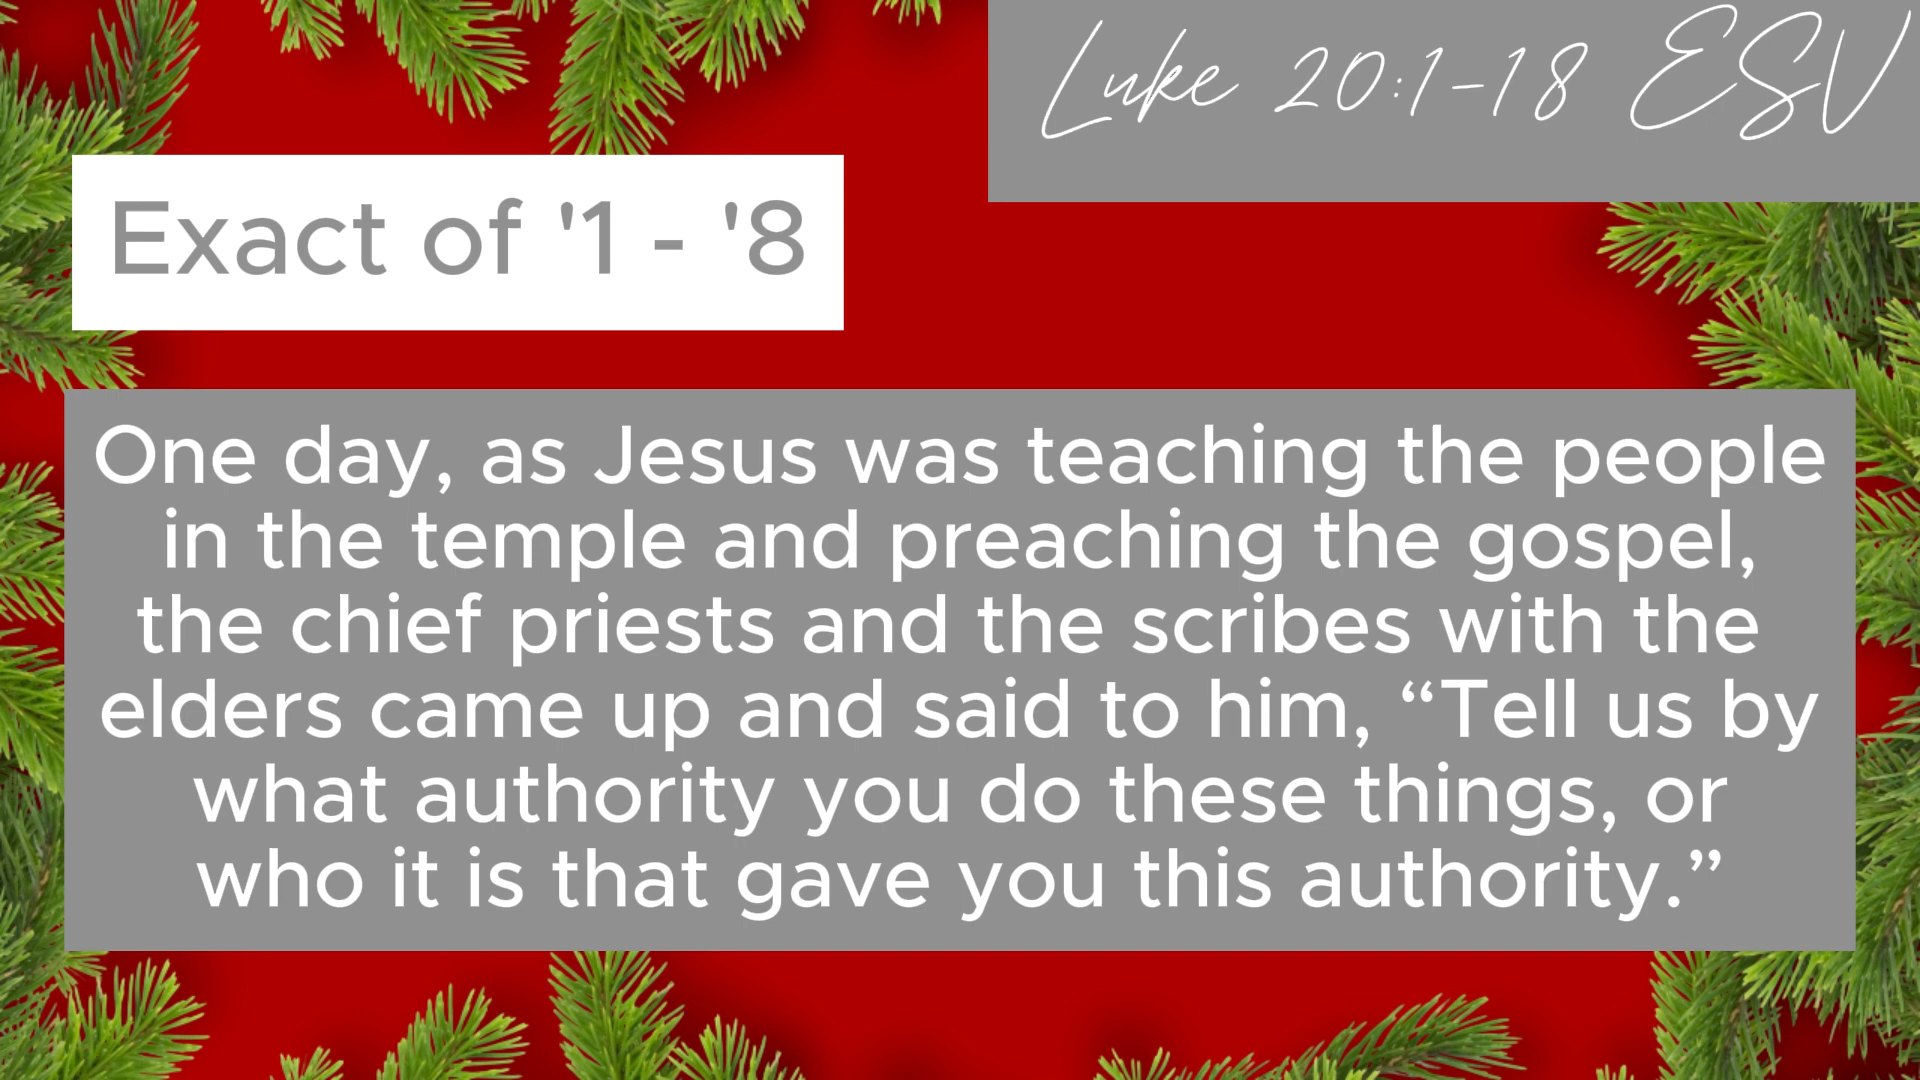 Luke 20:1-18 ESV
Exact of '1 - '8
One day, as Jesus was teaching the people
in the temple and preaching the gospel,
the chief priests and the scribes with the
elders came up and said to him, “Tell us by
what authority you do these things, or
who it is that gave you this authority.”